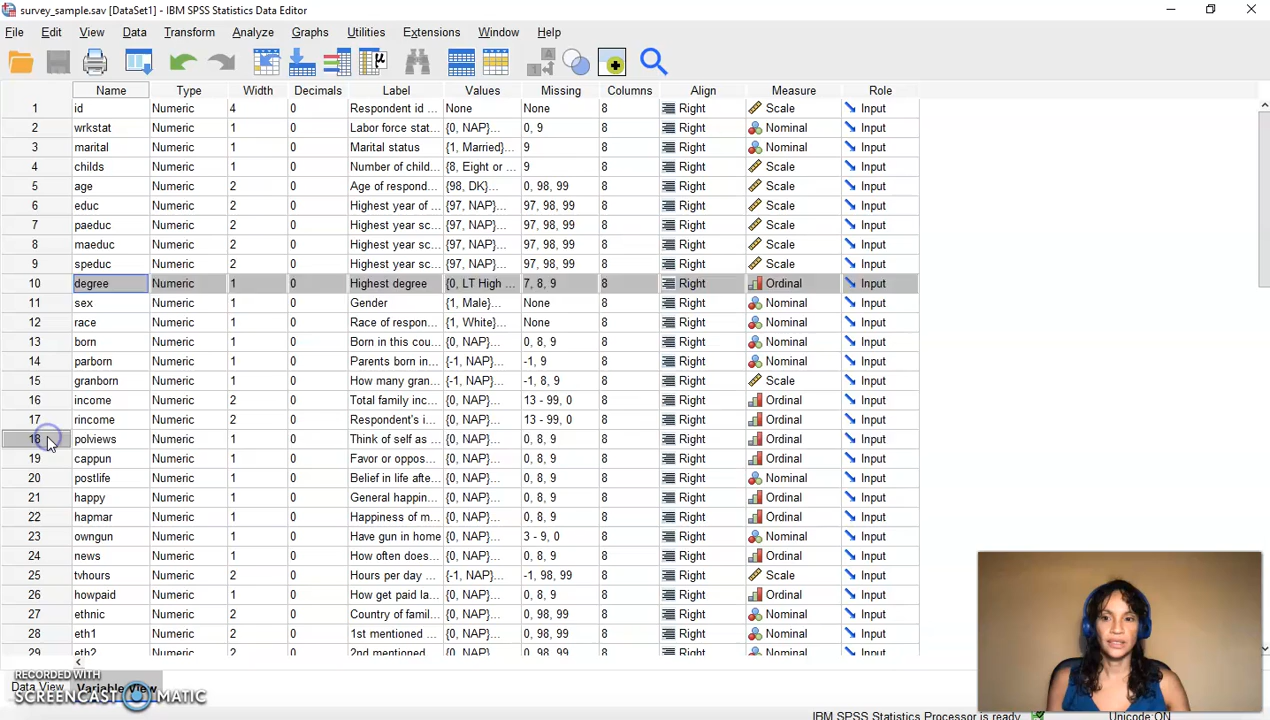 survey_sample.sav [DataSet1] - IBM SPSS Statistics Data Editor
File Edit View Data Transform Analyze Graphs Utilities Extensions Window Help
Name Type Width Decimals Label Values Missing Columns Align Measure Role
1 id Numeric 4 0 Respondent id ... None None 8 Right Scale Input
2 wrkstat Numeric 1 0 Labor force stat... {0, NAP}... 0, 9 8 Right Nominal Input
3 marital Numeric 1 0 Marital status {1, Married}... 9 8 Right Nominal Input
4 childs Numeric 1 0 Number of child... {8, Eight or ... 9 8 Right Scale Input
5 age Numeric 2 0 Age of respond... {98, DK}... 0, 98, 99 8 Right Scale Input
6 educ Numeric 2 0 Highest year of ... {97, NAP}... 97, 98, 99 8 Right Scale Input
7 paeduc Numeric 2 0 Highest year sc... {97, NAP}... 97, 98, 99 8 Right Scale Input
8 maeduc Numeric 2 0 Highest year sc... {97, NAP}... 97, 98, 99 8 Right Scale Input
9 speduc Numeric 2 0 Highest year sc... {97, NAP}... 97, 98, 99 8 Right Scale Input
10 degree Numeric 1 0 Highest degree {0, LT High ... 7, 8, 9 8 Right Ordinal Input
11 sex Numeric 1 0 Gender {1, Male}... None 8 Right Nominal Input
12 race Numeric 1 0 Race of respon... {1, White}... None 8 Right Nominal Input
13 born Numeric 1 0 Born in this cou... {0, NAP}... 0, 8, 9 8 Right Nominal Input
14 parborn Numeric 1 0 Parents born in... {-1, NAP}... -1, 9 8 Right Nominal Input
15 granborn Numeric 1 0 How many gran... {-1, NAP}... -1, 8, 9 8 Right Scale Input
16 income Numeric 2 0 Total family inc... {0, NAP}... 13 - 99, 0 8 Right Ordinal Input
17 rincome Numeric 2 0 Respondent's i... {0, NAP}... 13 - 99, 0 8 Right Ordinal Input
18 polviews Numeric 1 0 Think of self as ... {0, NAP}... 0, 8, 9 8 Right Ordinal Input
19 cappun Numeric 1 0 Favor or oppos... {0, NAP}... 0, 8, 9 8 Right Ordinal Input
20 postlife Numeric 1 0 Belief in life afte... {0, NAP}... 0, 8, 9 8 Right Nominal Input
21 happy Numeric 1 0 General happin... {0, NAP}... 0, 8, 9 8 Right Ordinal Input
22 hapmar Numeric 1 0 Happiness of m... {0, NAP}... 0, 8, 9 8 Right Ordinal Input
23 owngun Numeric 1 0 Have gun in home {0, NAP}... 3 - 9, 0 8 Right Nominal Input
24 news Numeric 1 0 How often does... {0, NAP}... 0, 8, 9 8 Right Ordinal Input
25 tvhours Numeric 2 0 Hours per day ... {-1, NAP}... -1, 98, 99 8 Right Scale Input
26 howpaid Numeric 1 0 How get paid la... {0, NAP}... 0, 8, 9 8 Right Ordinal Input
27 ethnic Numeric 2 0 Country of famil... {0, NAP}... 0, 98, 99 8 Right Nominal Input
28 eth1 Numeric 2 0 1st mentioned ... {0, NAP}... 0, 98, 99 8 Right Nominal Input
29 eth2 Numeric 2 0 2nd mentioned ... {0, NAP}... 0, 98, 99 8 Right Nominal Input
RECORDED WITH
Data View Variable View
SCREENCAST MATIC
IBM SPSS Statistics Processor is ready Unicode:ON